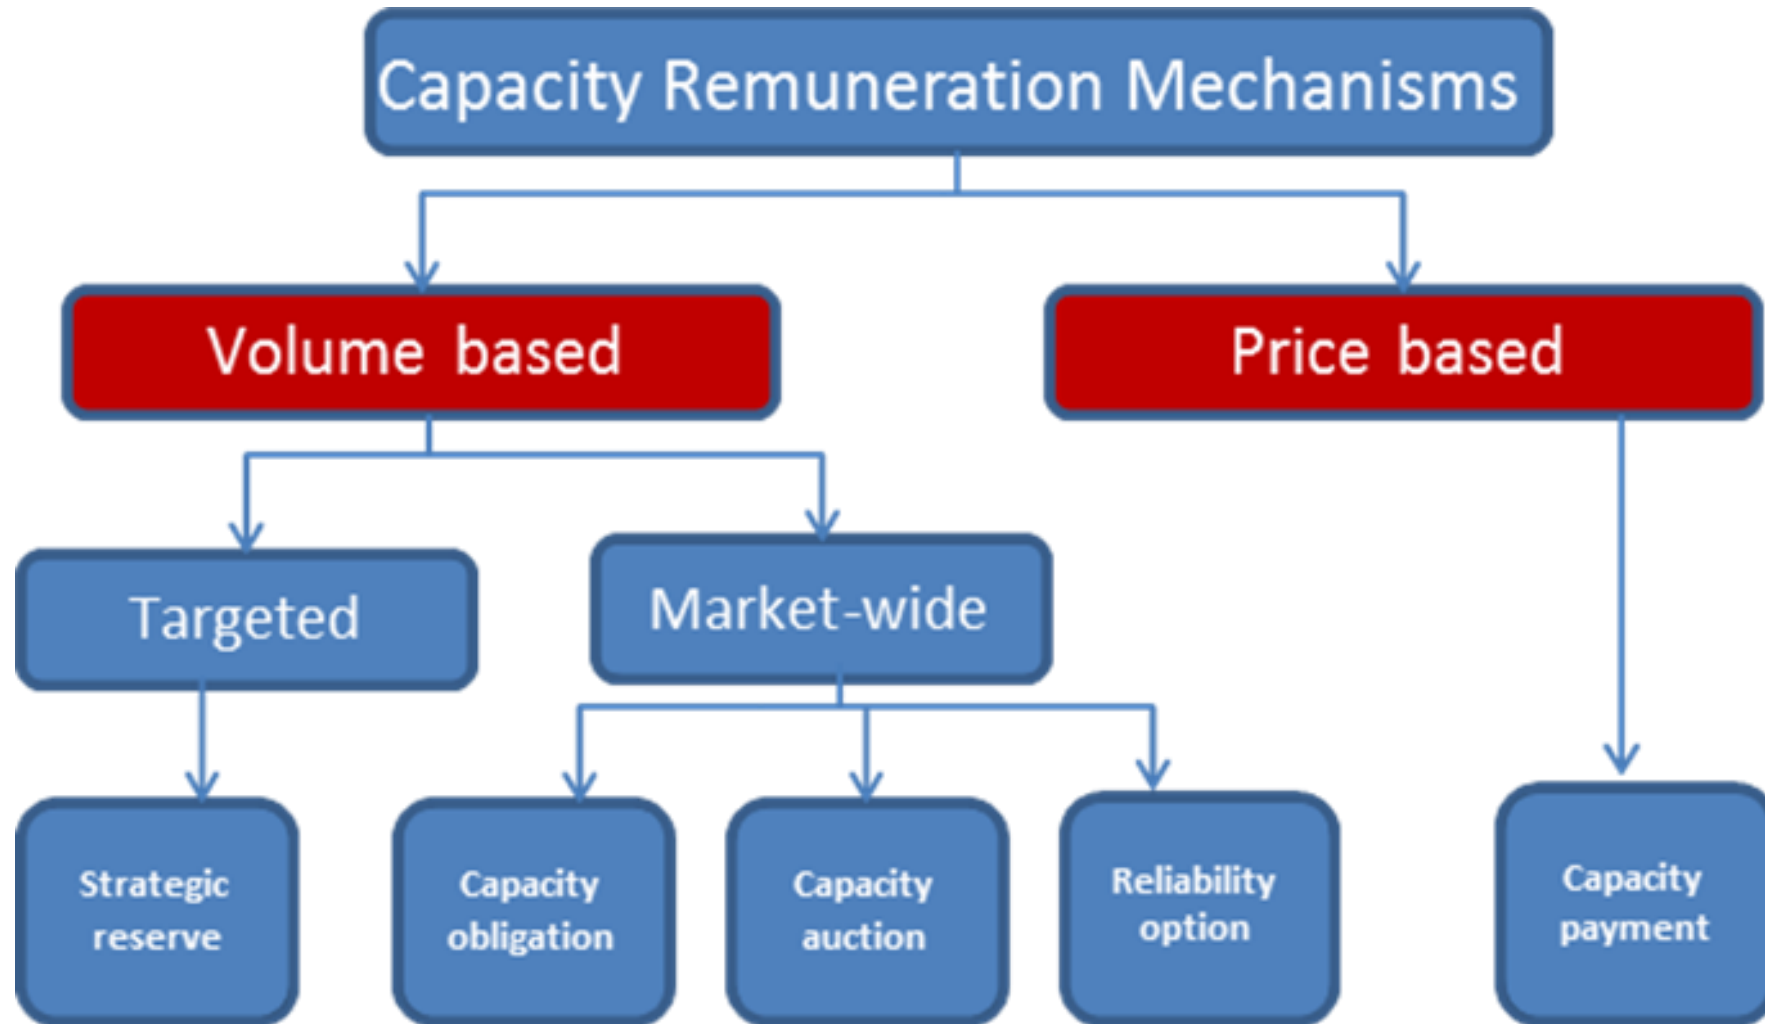 Capacity Remuneration Mechanisms
Volume based
Price based
Targeted
Market-wide
Strategic
reserve
Capacity
obligation
Capacity
auction
Reliability
option
Capacity
payment